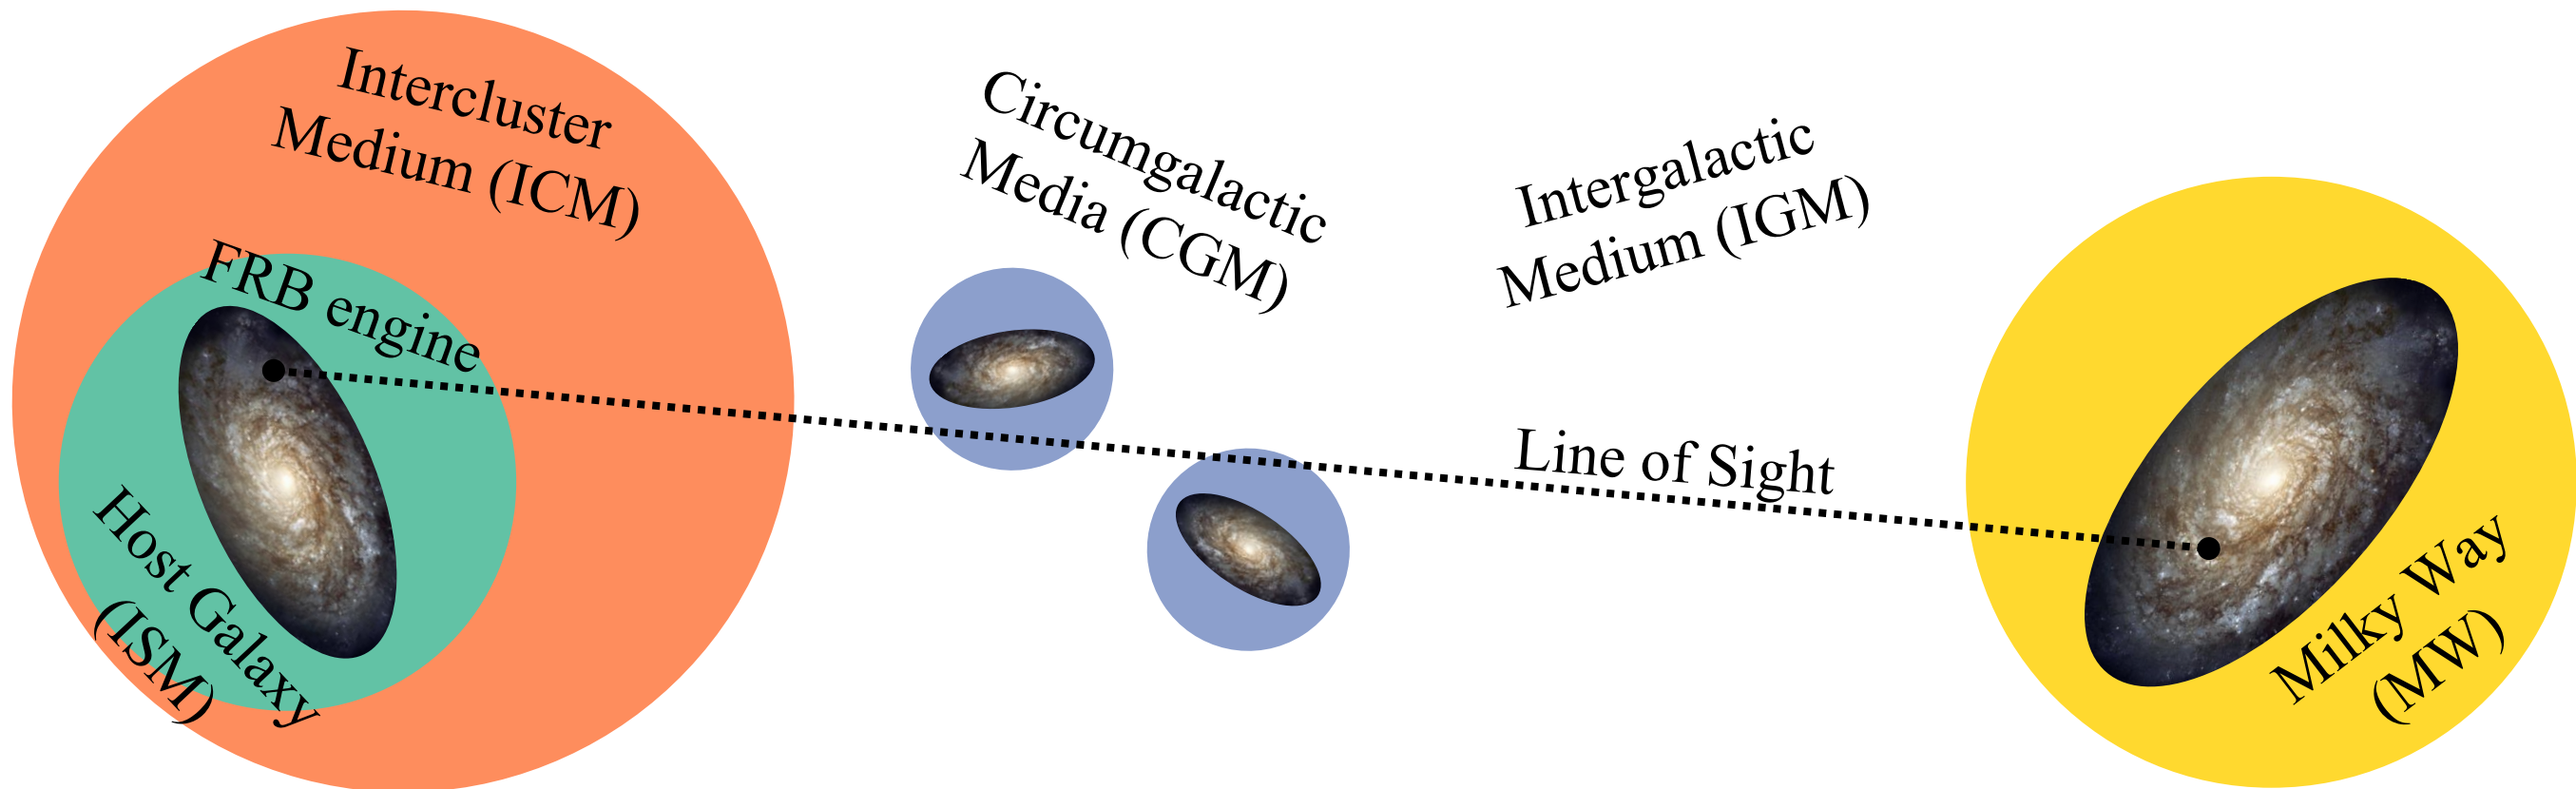 Intercluster
Medium (ICM)
FRB engine
Host Galaxy
(ISM)
Circumgalactic
Media (CGM)
Intergalactic
Medium (IGM)
Line of Sight
Milky Way
(MW)